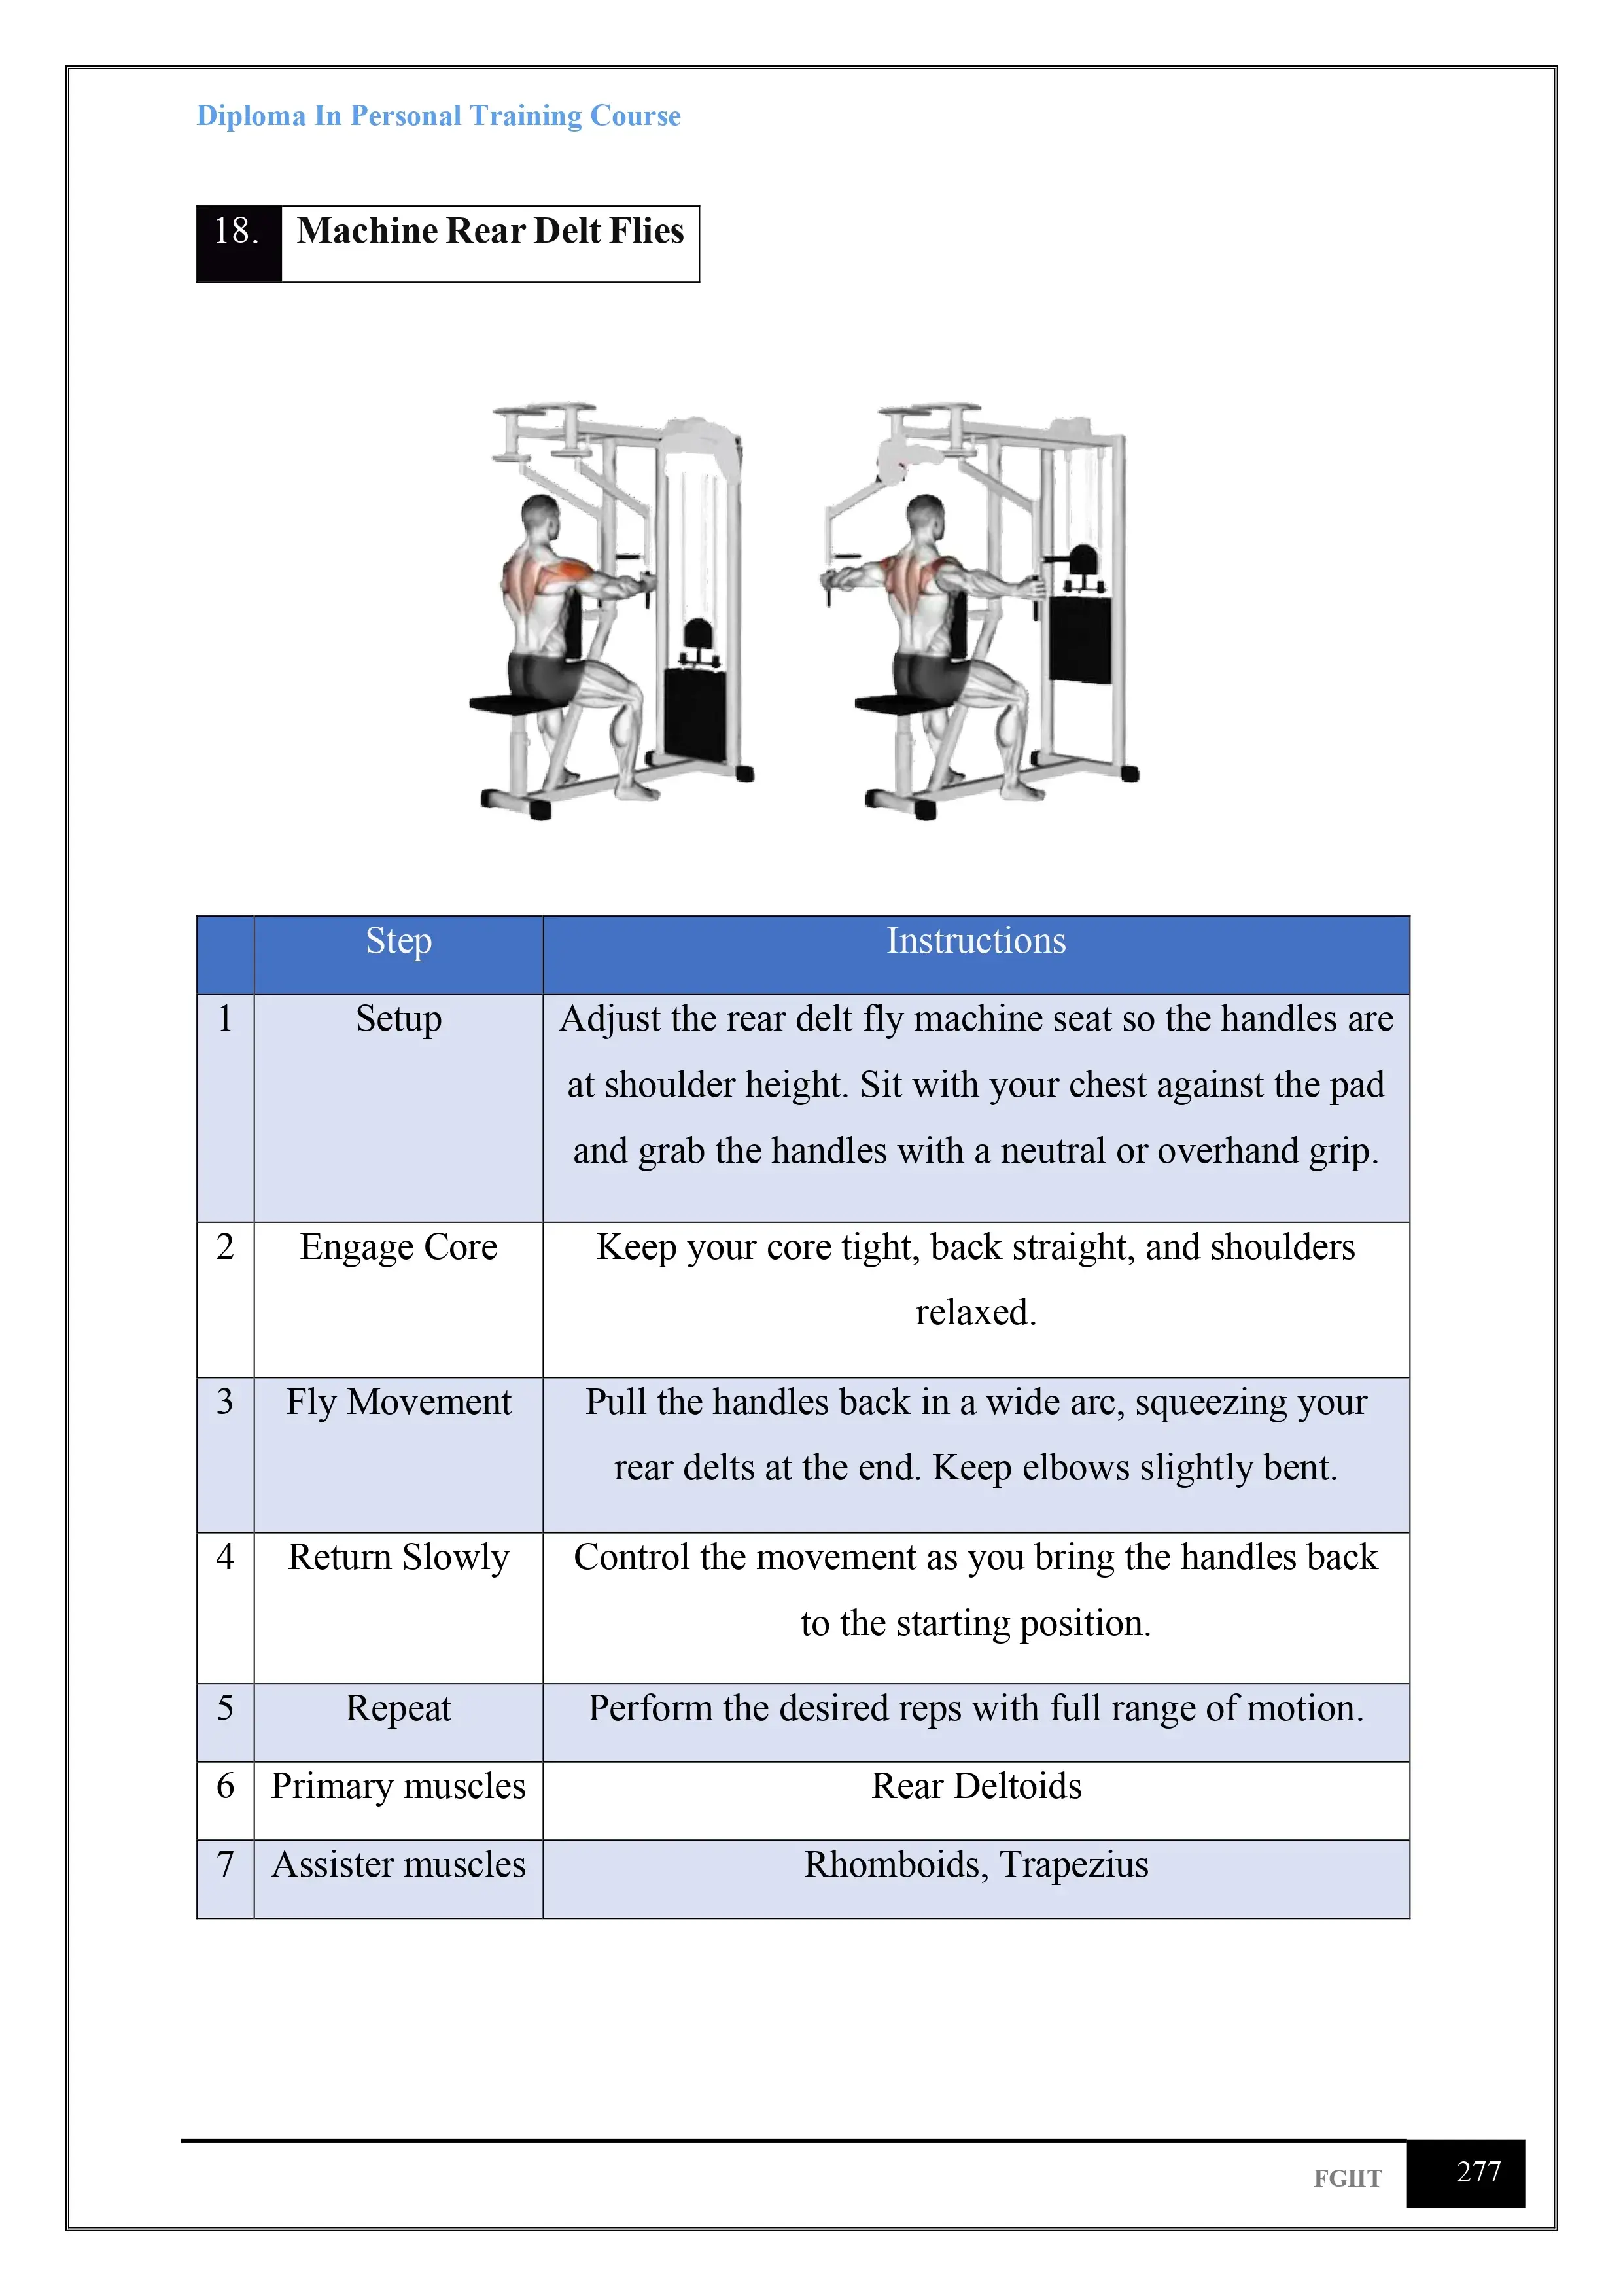 Diploma In Personal Training Course
18. Machine Rear Delt Flies
Step Instructions
1 Setup Adjust the rear delt fly machine seat so the handles are
at shoulder height. Sit with your chest against the pad
and grab the handles with a neutral or overhand grip.
2 Engage Core Keep your core tight, back straight, and shoulders
relaxed.
3 Fly Movement Pull the handles back in a wide arc, squeezing your
rear delts at the end. Keep elbows slightly bent.
4 Return Slowly Control the movement as you bring the handles back
to the starting position.
5 Repeat Perform the desired reps with full range of motion.
6 Primary muscles Rear Deltoids
7 Assister muscles Rhomboids, Trapezius
FGIIT 277